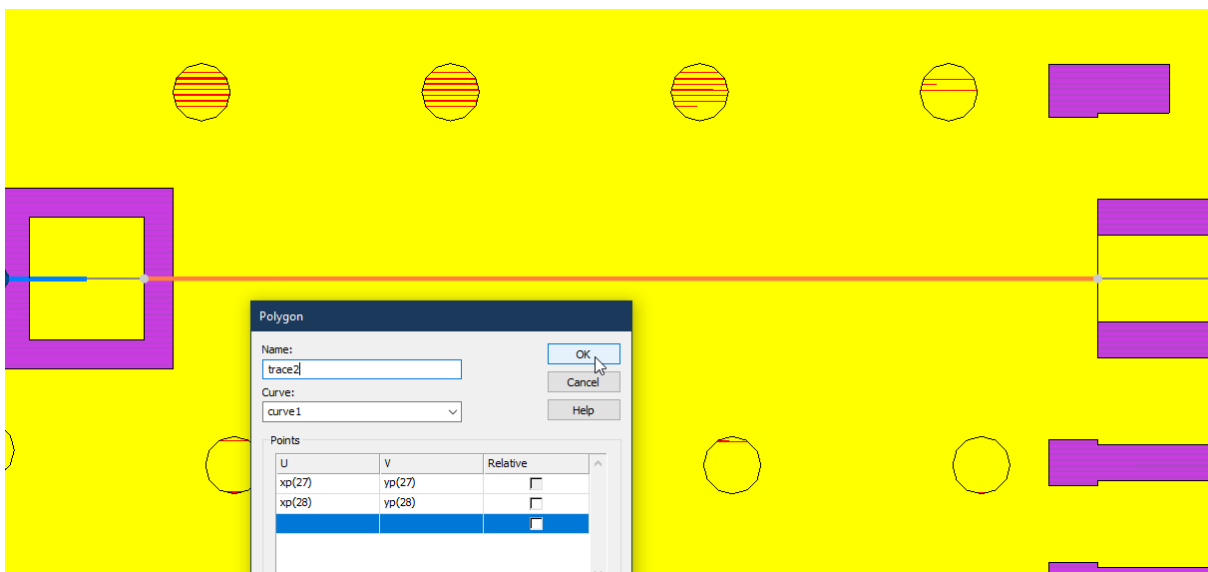 Polygon
Name:
OK
trace2
Cancel
Curve:
curve1
Help
Points
U V Relative
xp(27) yp(27)
xp(28) yp(28)